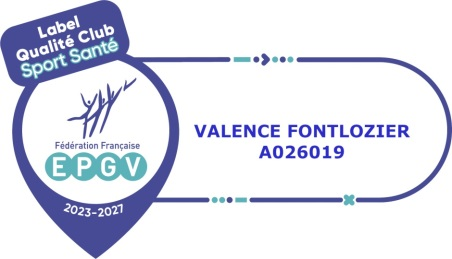 Label
Qualité Club
Sport Santé
Fédération Française
EPGV
2023-2027
VALENCE FONTLOZIER
A026019